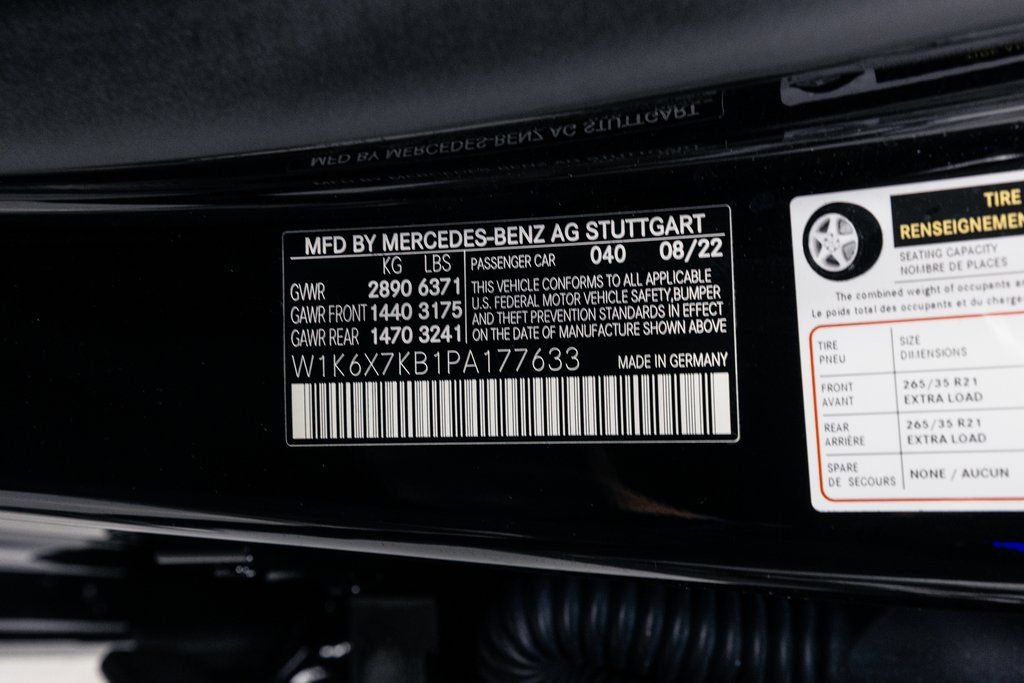 MFD BY MERCEDES-BENZ AG STUTTGART
MFD BY MERCEDES-BENZ AG STUTTGART
KG LBS
GVWR 2890 6371
GAWR FRONT 1440 3175
GAWR REAR 1470 3241
PASSENGER CAR 040 08/22
THIS VEHICLE CONFORMS TO ALL APPLICABLE
U.S. FEDERAL MOTOR VEHICLE SAFETY, BUMPER
AND THEFT PREVENTION STANDARDS IN EFFECT
ON THE DATE OF MANUFACTURE SHOWN ABOVE
W1K6X7KB1PA177633 MADE IN GERMANY
TIRE
SEATING CAPACITY
NOMBRE DE PLACES
The combined weight of occupants
Le poids total des occupants et du
TIRE
PNEU
SIZE
DIMENSIONS
FRONT
AVANT
265/35 R21
EXTRA LOAD
REAR
ARRIÈRE
265/35 R21
EXTRA LOAD
SPARE
DE SECOURS
NONE / AUCUN